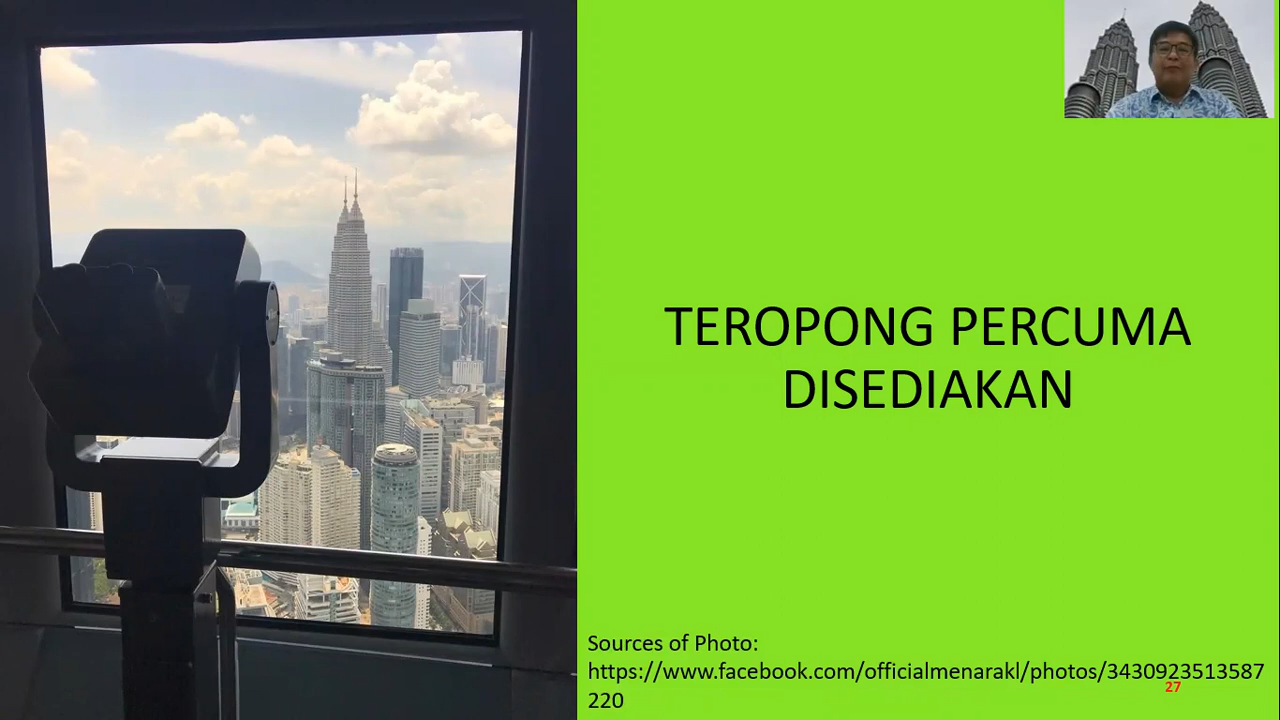 TEROPONG PERCUMA
DISEDIAKAN
Sources of Photo:
https://www.facebook.com/officialmenarakl/photos/3430923513587
220
27